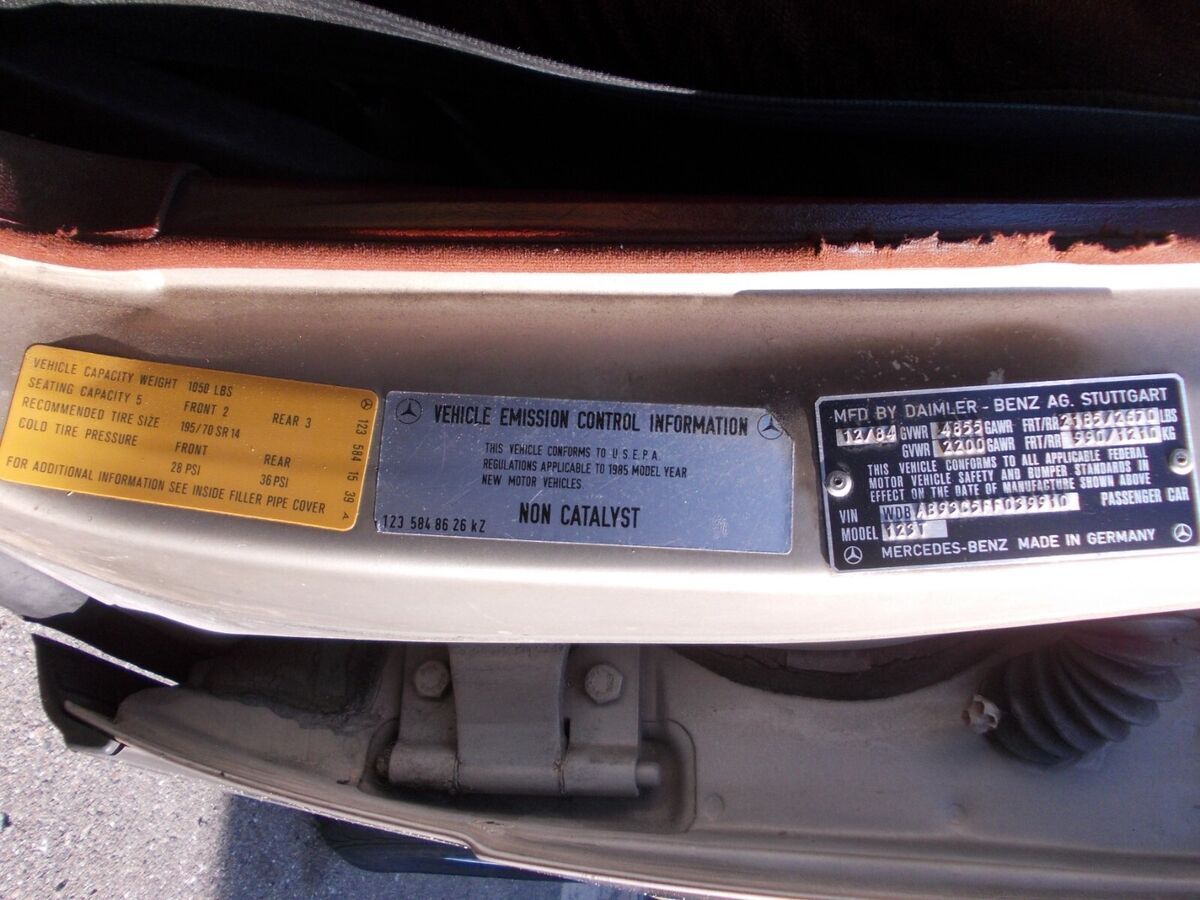 VEHICLE CAPACITY WEIGHT 1050 LBS
SEATING CAPACITY 5 FRONT 2 REAR 3
RECOMMENDED TIRE SIZE 195/70 SR 14
COLD TIRE PRESSURE FRONT REAR
28 PSI 36 PSI
FOR ADDITIONAL INFORMATION SEE INSIDE FILLER PIPE COVER
123 584 15 39 A
VEHICLE EMISSION CONTROL INFORMATION
THIS VEHICLE CONFORMS TO U.S.E.P.A.
REGULATIONS APPLICABLE TO 1985 MODEL YEAR
NEW MOTOR VEHICLES.
NON CATALYST
123 584 86 26 kZ
MFD BY DAIMLER - BENZ AG. STUTTGART
12/84 GVWR 4855 GAWR FRT/RR 2185/2670 LBS
GVWR 2200 GAWR FRT/RR 990/1210 KG
THIS VEHICLE CONFORMS TO ALL APPLICABLE FEDERAL
MOTOR VEHICLE SAFETY AND BUMPER STANDARDS IN
EFFECT ON THE DATE OF MANUFACTURE SHOWN ABOVE
VIN WDB PASSENGER CAR
MODEL 123T
MERCEDES-BENZ MADE IN GERMANY